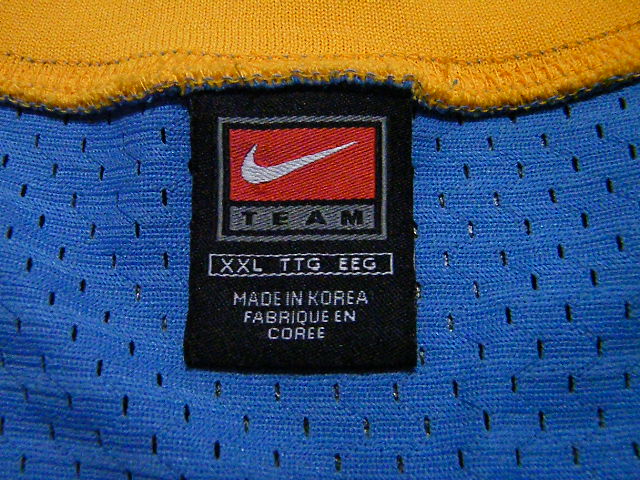 TEAM
XXL TTG EEG
MADE IN KOREA
FABRIQUE EN
COREE